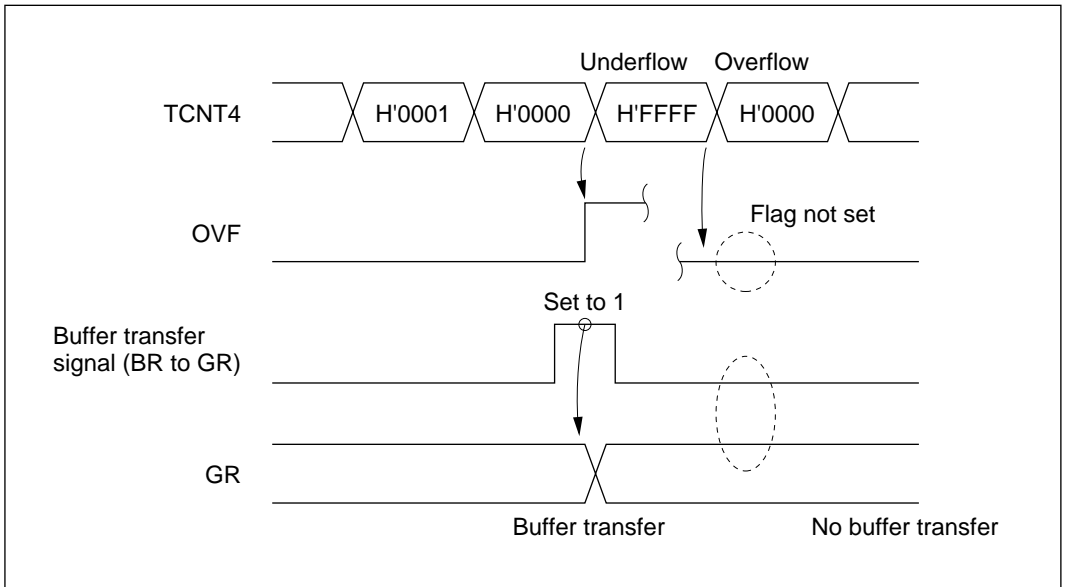 Underflow Overflow
TCNT4 H'0001 H'0000 H'FFFF H'0000
OVF
Flag not set
Set to 1
Buffer transfer
signal (BR to GR)
GR
Buffer transfer No buffer transfer